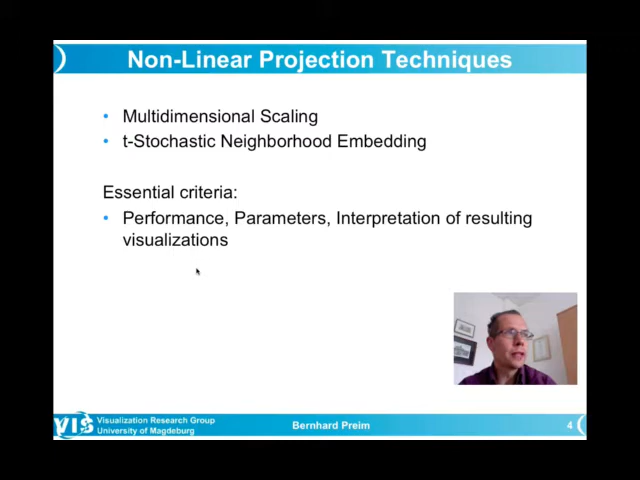 Non-Linear Projection Techniques
• Multidimensional Scaling
• t-Stochastic Neighborhood Embedding
Essential criteria:
• Performance, Parameters, Interpretation of resulting
visualizations
VIS
Visualization Research Group
University of Magdeburg
Bernhard Preim
4